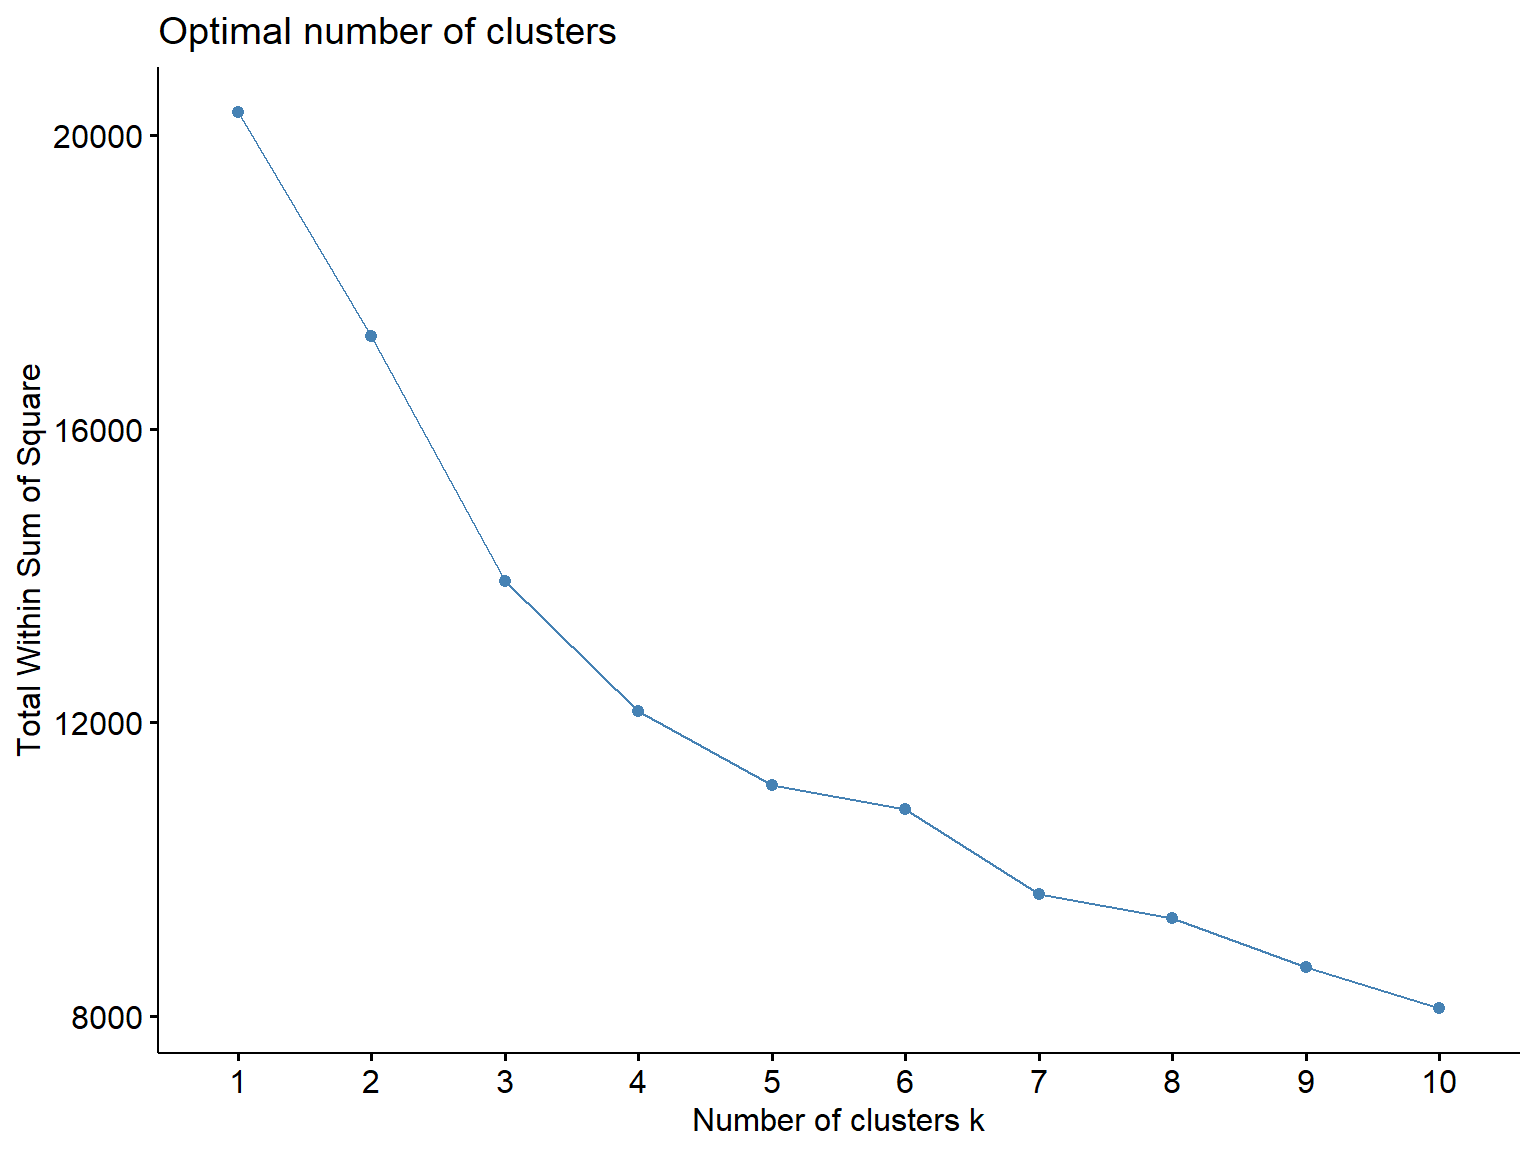 Optimal number of clusters
Total Within Sum of Square
20000
16000
12000
8000
1 2 3 4 5 6 7 8 9 10
Number of clusters k